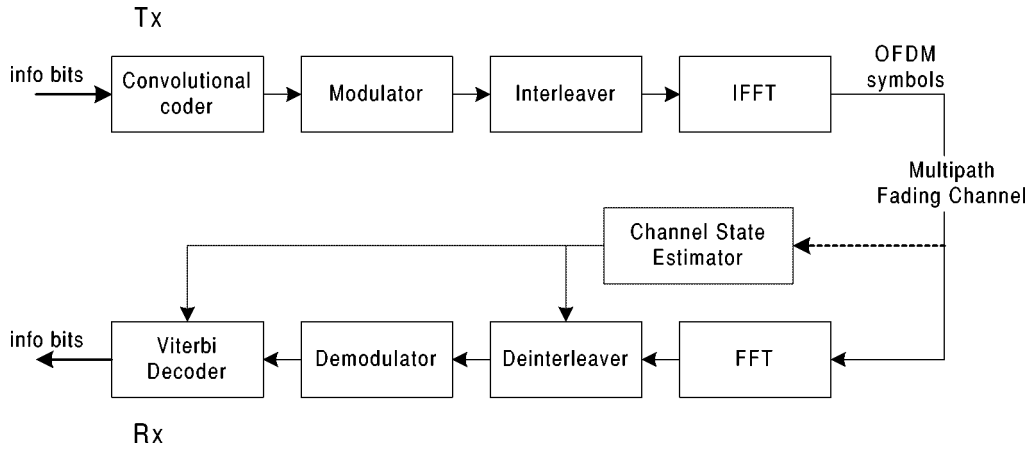 Tx
info bits
Convolutional
coder
Modulator
Interleaver
IFFT
OFDM
symbols
Multipath
Fading Channel
Channel State
Estimator
info bits
Viterbi
Decoder
Demodulator
Deinterleaver
FFT
Rx